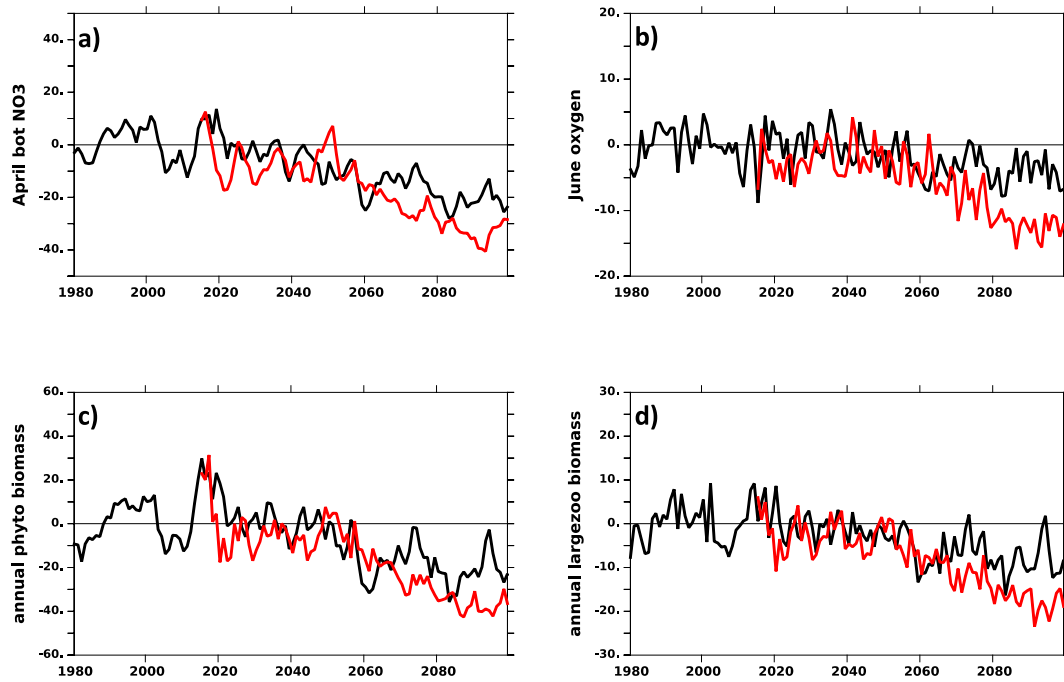 a)
April bot NO3
40.
20.
0.
-20.
-40.
1980 2000 2020 2040 2060 2080
b)
June oxygen
20.
10.
0.
-10.
-20.
1980 2000 2020 2040 2060 2080
c)
annual phyto biomass
60.
40.
20.
0.
-20.
-40.
-60.
1980 2000 2020 2040 2060 2080
d)
annual largezoo biomass
30.
20.
10.
0.
-10.
-20.
-30.
1980 2000 2020 2040 2060 2080